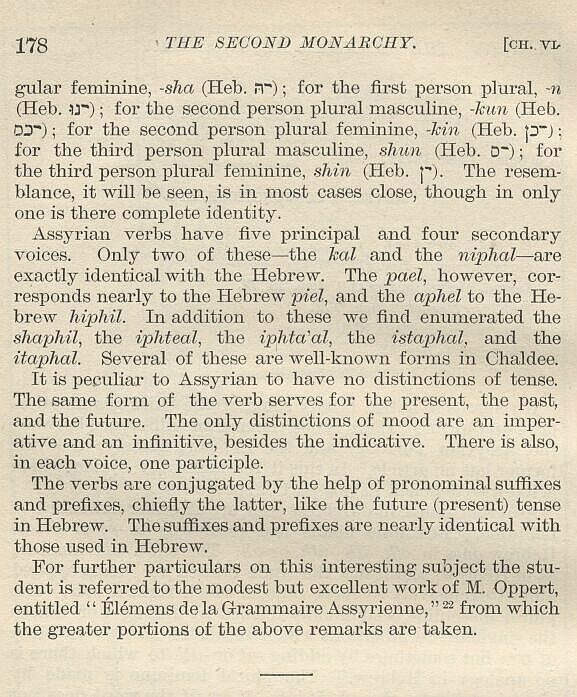 178 THE SECOND MONARCHY. [CH. VI.
gular feminine, -sha (Heb. ־ה); for the first person plural, -n
(Heb. ־נוּ); for the second person plural masculine, -kun (Heb.
־כם); for the second person plural feminine, -kin (Heb. ־כן);
for the third person plural masculine, shun (Heb. ־ם); for
the third person plural feminine, shin (Heb. ־ן). The resem-
blance, it will be seen, is in most cases close, though in only
one is there complete identity.
Assyrian verbs have five principal and four secondary
voices. Only two of these—the kal and the niphal—are
exactly identical with the Hebrew. The pael, however, cor-
responds nearly to the Hebrew piel, and the aphel to the He-
brew hiphil. In addition to these we find enumerated the
shaphil, the iphteal, the iphta'al, the istaphal, and the
itaphal. Several of these are well-known forms in Chaldee.
It is peculiar to Assyrian to have no distinctions of tense.
The same form of the verb serves for the present, the past,
and the future. The only distinctions of mood are an imper-
ative and an infinitive, besides the indicative. There is also,
in each voice, one participle.
The verbs are conjugated by the help of pronominal suffixes
and prefixes, chiefly the latter, like the future (present) tense
in Hebrew. The suffixes and prefixes are nearly identical with
those used in Hebrew.
For further particulars on this interesting subject the stu-
dent is referred to the modest but excellent work of M. Oppert,
entitled “Élémens de la Grammaire Assyrienne,” ²² from which
the greater portions of the above remarks are taken.